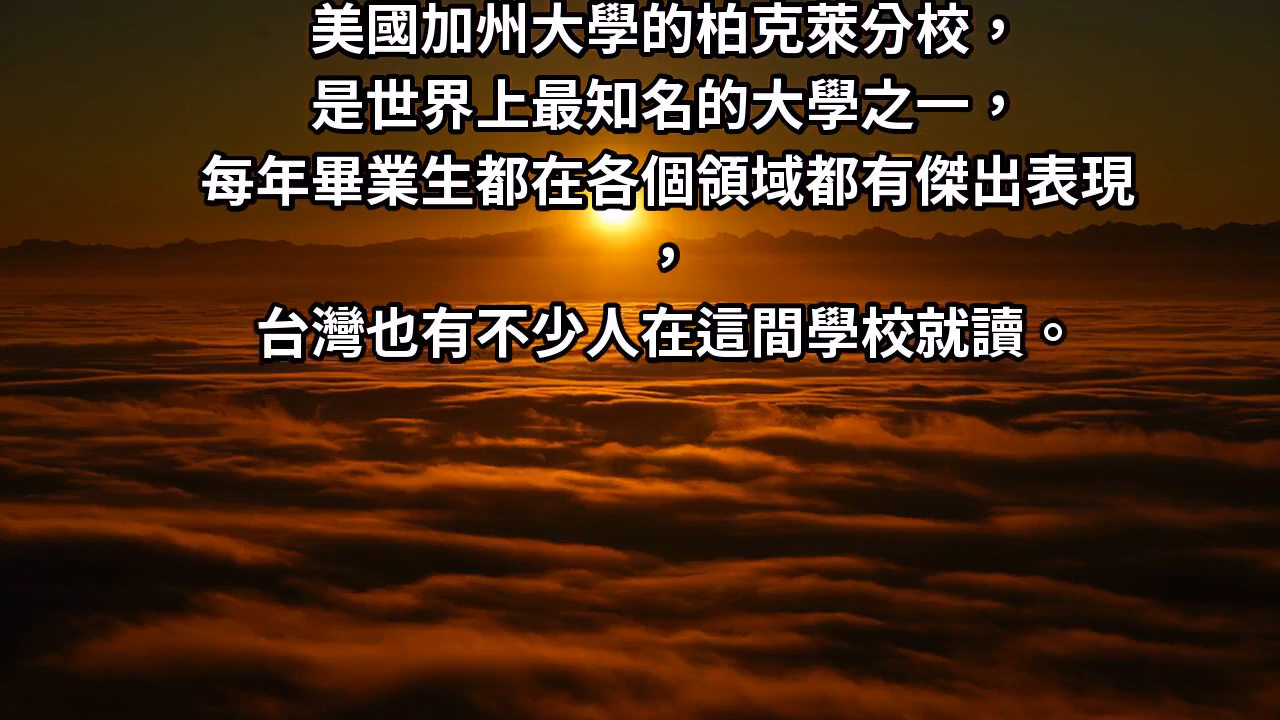 美國加州大學的柏克萊分校，
是世界上最知名的大學之一，
每年畢業生都在各個領域都有傑出表現
，
台灣也有不少人在這間學校就讀。